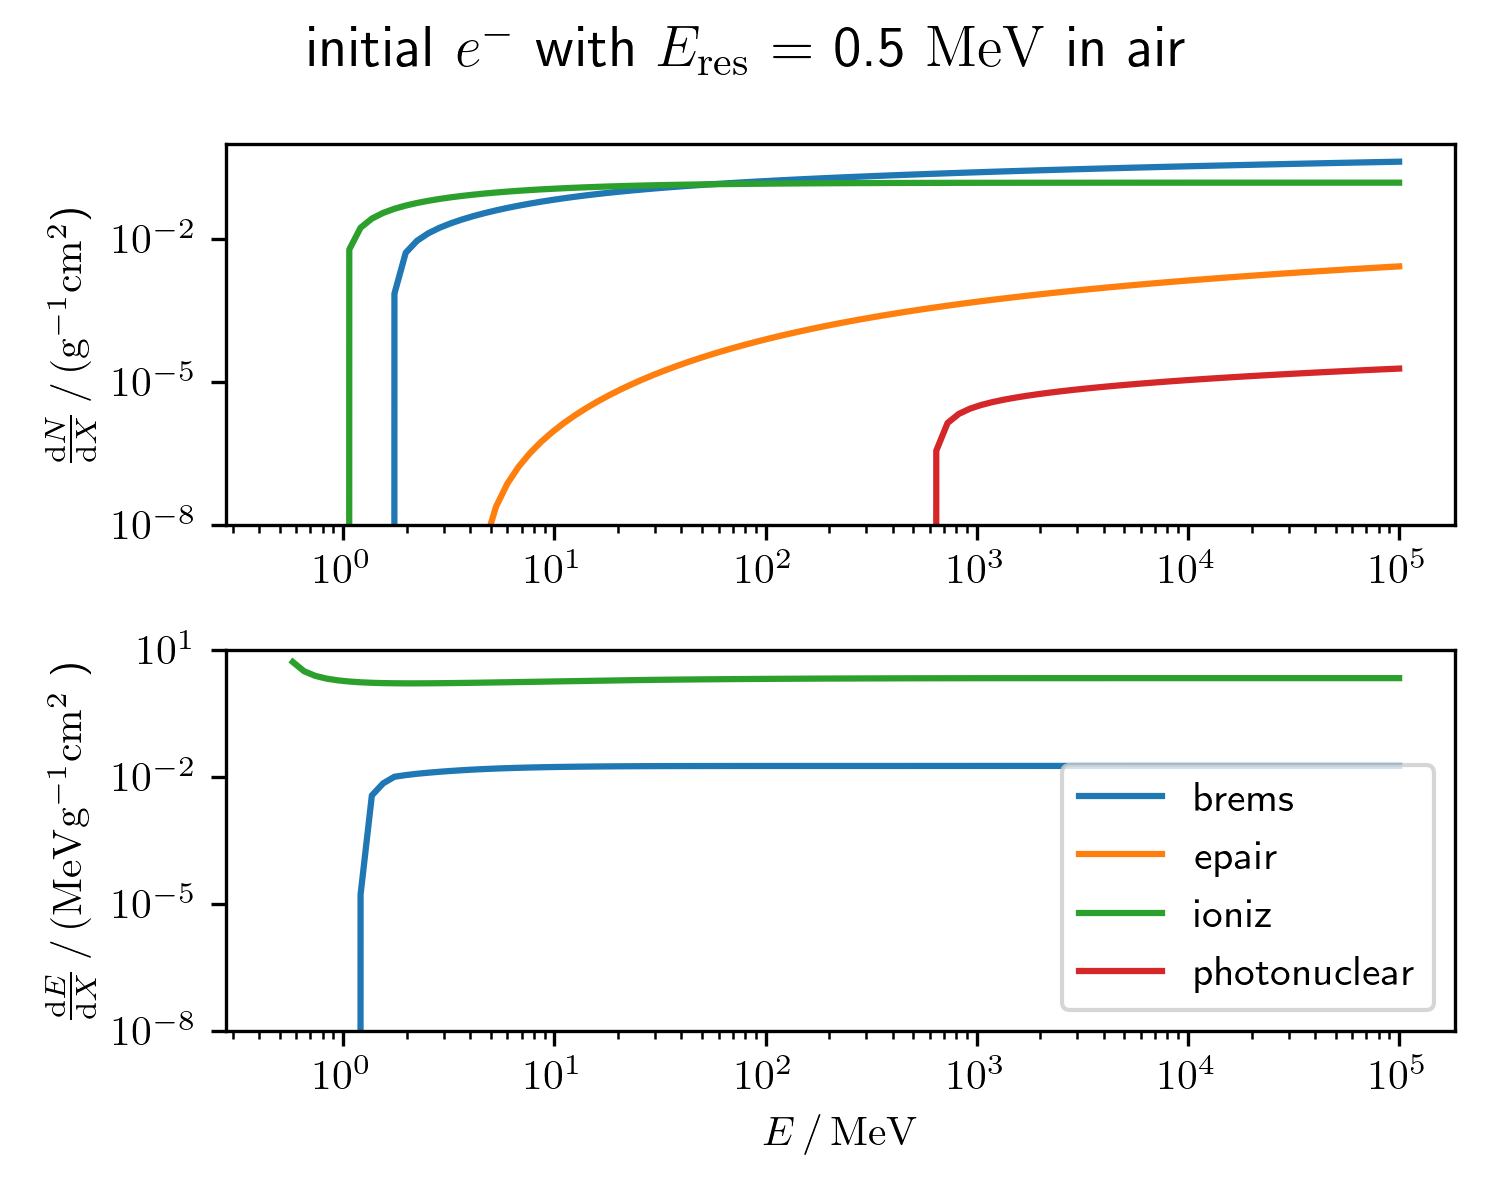 initial e⁻ with E_res = 0.5 MeV in air
dN/dX / (g⁻¹cm²)
10⁻²
10⁻⁵
10⁻⁸
10⁰ 10¹ 10² 10³ 10⁴ 10⁵
dE/dX / (MeVg⁻¹cm² )
10¹
10⁻²
10⁻⁵
10⁻⁸
brems
epair
ioniz
photonuclear
10⁰ 10¹ 10² 10³ 10⁴ 10⁵
E / MeV